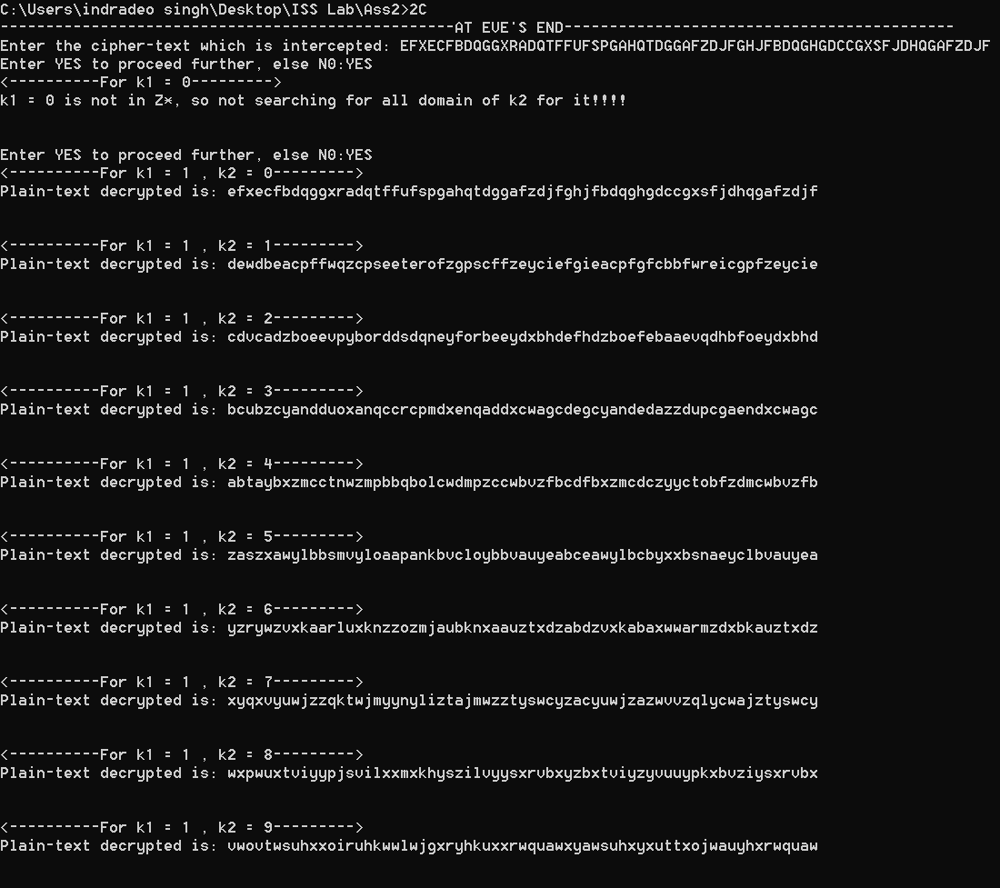 C:\Users\indradeo singh\Desktop\ISS Lab\Ass2>2C
--------------------------------------------------AT EVE'S END-------------------------------------------
Enter the cipher-text which is intercepted: EFXECFBDQGGXRADQTFFUFSPGAHQTDGGAFZDJFGHJFBDQGHGDCCGXSFJDHQGAFZDJF
Enter YES to proceed further, else N0:YES
<----------For k1 = 0--------->
k1 = 0 is not in Z*, so not searching for all domain of k2 for it!!!!
Enter YES to proceed further, else N0:YES
<----------For k1 = 1 , k2 = 0--------->
Plain-text decrypted is: efxecfbdqggxradqtffufspgahqtdggafzdjfghjfbdqghgdccgxsfjdhqgafzdjf
<----------For k1 = 1 , k2 = 1--------->
Plain-text decrypted is: dewdbeacpffwqzcpseeterofzgpscffzeyciefgieacpfgfcbbfwreicgpfzeycie
<----------For k1 = 1 , k2 = 2--------->
Plain-text decrypted is: cdvcadzboeevpyborddsdqneyforbeeydxbhdefhdzboefebaaevqdhbfoeydxbhd
<----------For k1 = 1 , k2 = 3--------->
Plain-text decrypted is: bcubzcyandduoxanqccrcpmdxenqaddxcwagcdegcyandedazzdupcgaendxcwagc
<----------For k1 = 1 , k2 = 4--------->
Plain-text decrypted is: abtaybxzmcctnwzmpbbqbolcwdmpzccwbvzfbcdfbxzmcdczyyctobfzdmcwbvzfb
<----------For k1 = 1 , k2 = 5--------->
Plain-text decrypted is: zaszxawylbbsmvyloaapankbvcloybbvauyeabceawylbcbyxxbsnaeyclbvauyea
<----------For k1 = 1 , k2 = 6--------->
Plain-text decrypted is: yzrywzvxkaarluxknzzozmjaubknxaauztxdzabdzvxkabaxwwarmzdxbkauztxdz
<----------For k1 = 1 , k2 = 7--------->
Plain-text decrypted is: xyqxvyuwjzzqktwjmyynyliztajmwzztyswcyzacyuwjzazwvvzqlycwajztyswcy
<----------For k1 = 1 , k2 = 8--------->
Plain-text decrypted is: wxpwuxtviyypjsvilxxmxkhyszilvyysxrvbxyzbxtviyzyvuuypkxbvziysxrvbx
<----------For k1 = 1 , k2 = 9--------->
Plain-text decrypted is: vwovtwsuhxxoiruhkwwlwjgxryhkuxxrwquawxyawsuhxyxuttxojwauyhxrwquaw